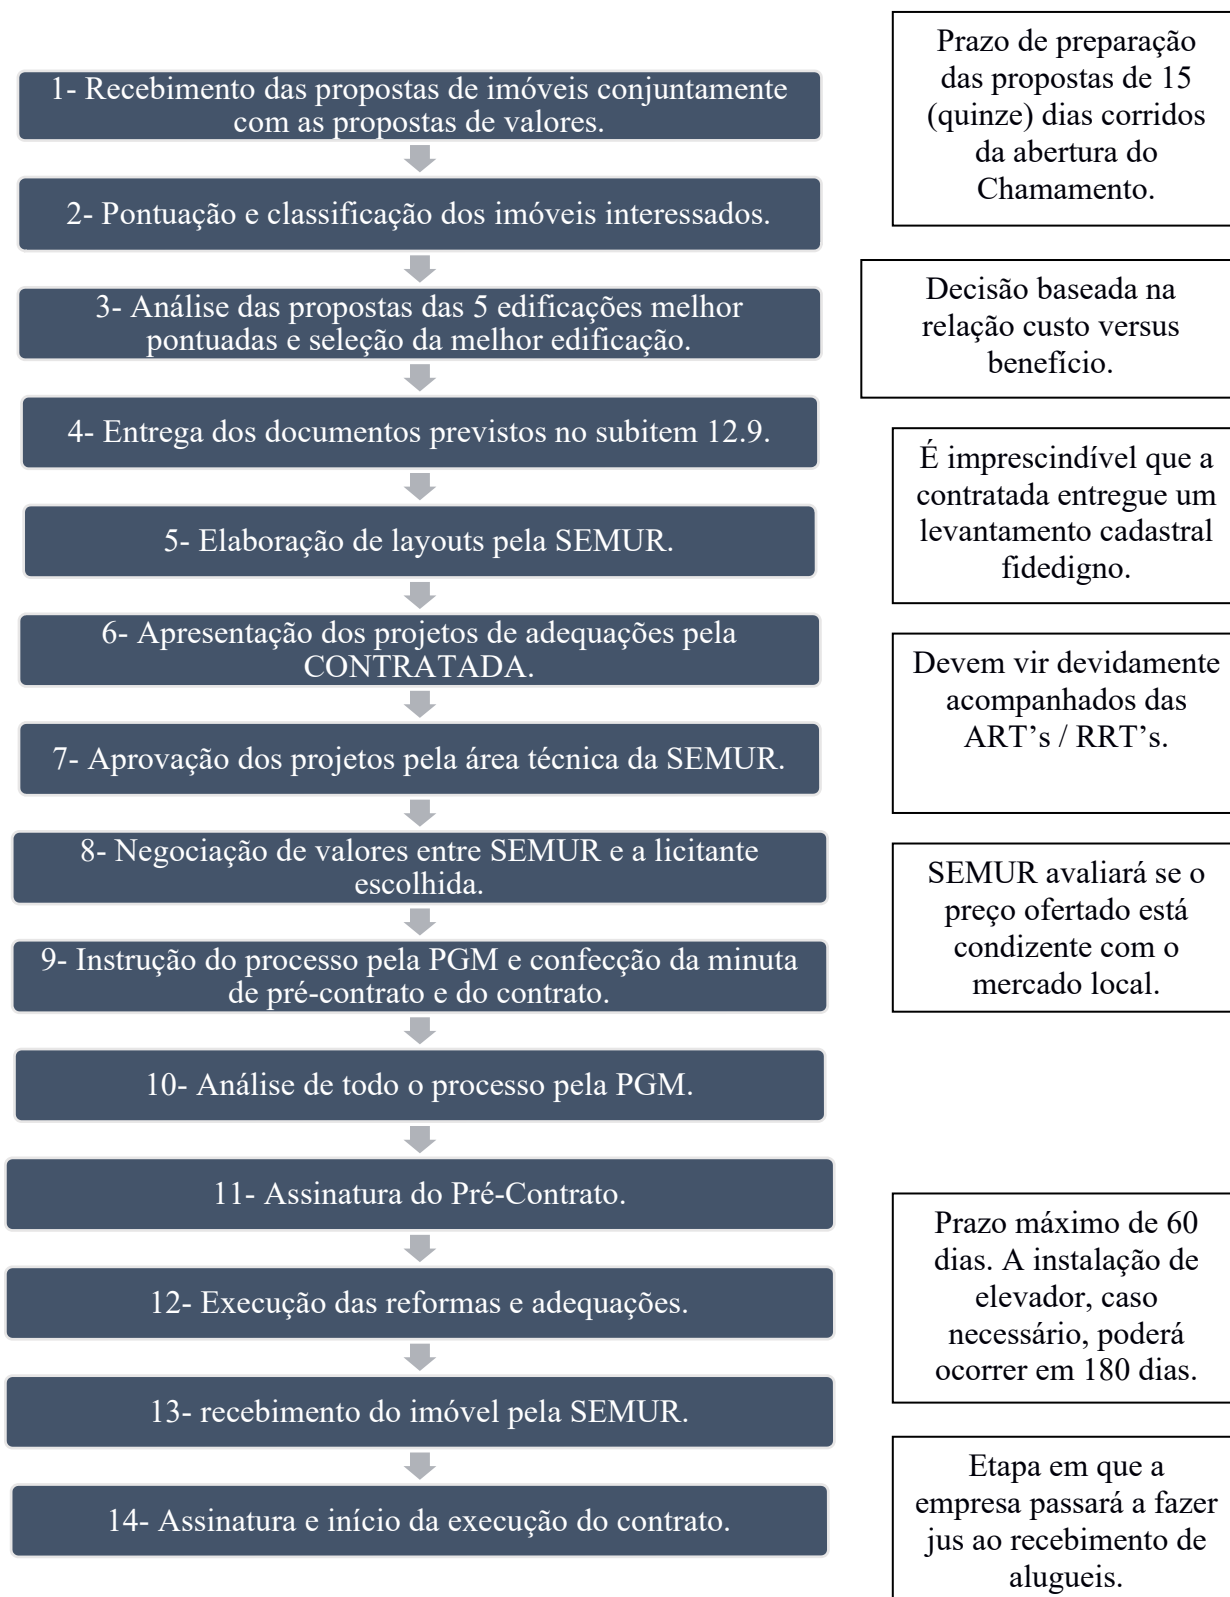 1- Recebimento das propostas de imóveis conjuntamente
com as propostas de valores.
Prazo de preparação
das propostas de 15
(quinze) dias corridos
da abertura do
Chamamento.
2- Pontuação e classificação dos imóveis interessados.
3- Análise das propostas das 5 edificações melhor
pontuadas e seleção da melhor edificação.
Decisão baseada na
relação custo versus
benefício.
4- Entrega dos documentos previstos no subitem 12.9.
5- Elaboração de layouts pela SEMUR.
É imprescindível que a
contratada entregue um
levantamento cadastral
fidedigno.
6- Apresentação dos projetos de adequações pela
CONTRATADA.
Devem vir devidamente
acompanhados das
ART’s / RRT’s.
7- Aprovação dos projetos pela área técnica da SEMUR.
8- Negociação de valores entre SEMUR e a licitante
escolhida.
SEMUR avaliará se o
preço ofertado está
condizente com o
mercado local.
9- Instrução do processo pela PGM e confecção da minuta
de pré-contrato e do contrato.
10- Análise de todo o processo pela PGM.
11- Assinatura do Pré-Contrato.
12- Execução das reformas e adequações.
Prazo máximo de 60
dias. A instalação de
elevador, caso
necessário, poderá
ocorrer em 180 dias.
13- recebimento do imóvel pela SEMUR.
14- Assinatura e início da execução do contrato.
Etapa em que a
empresa passará a fazer
jus ao recebimento de
alugueis.